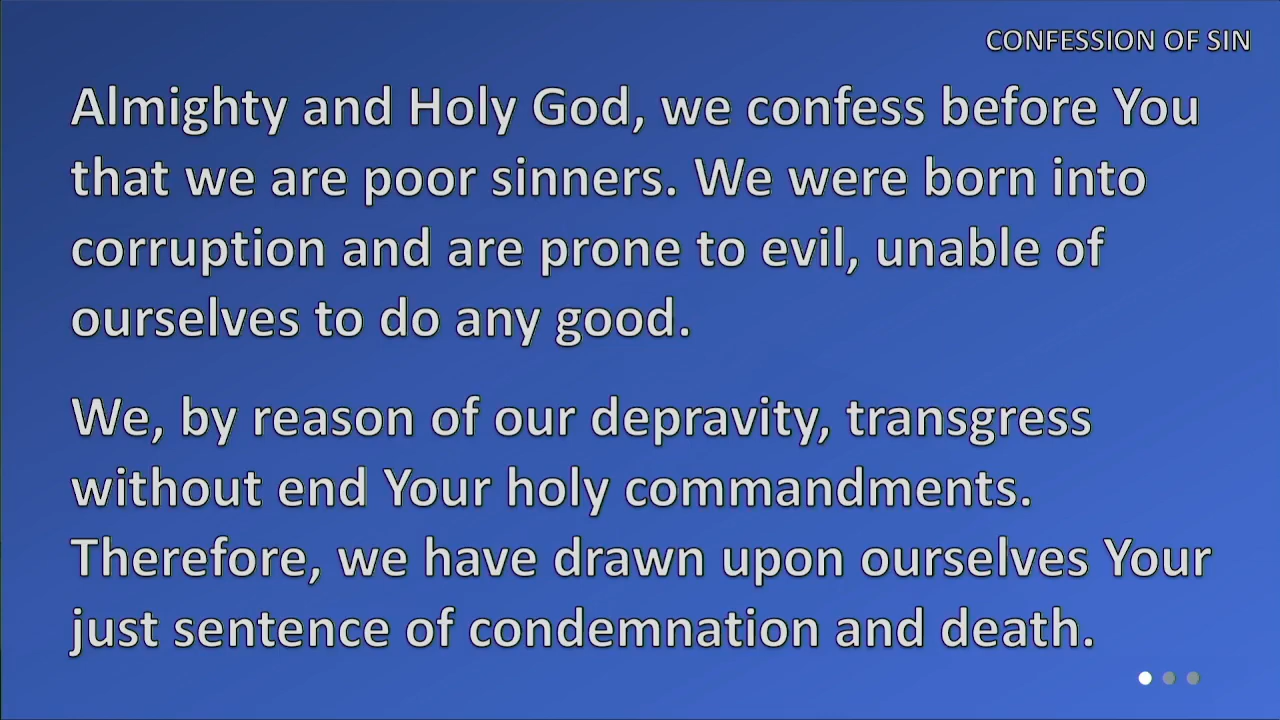 CONFESSION OF SIN
Almighty and Holy God, we confess before You
that we are poor sinners. We were born into
corruption and are prone to evil, unable of
ourselves to do any good.
We, by reason of our depravity, transgress
without end Your holy commandments.
Therefore, we have drawn upon ourselves Your
just sentence of condemnation and death.